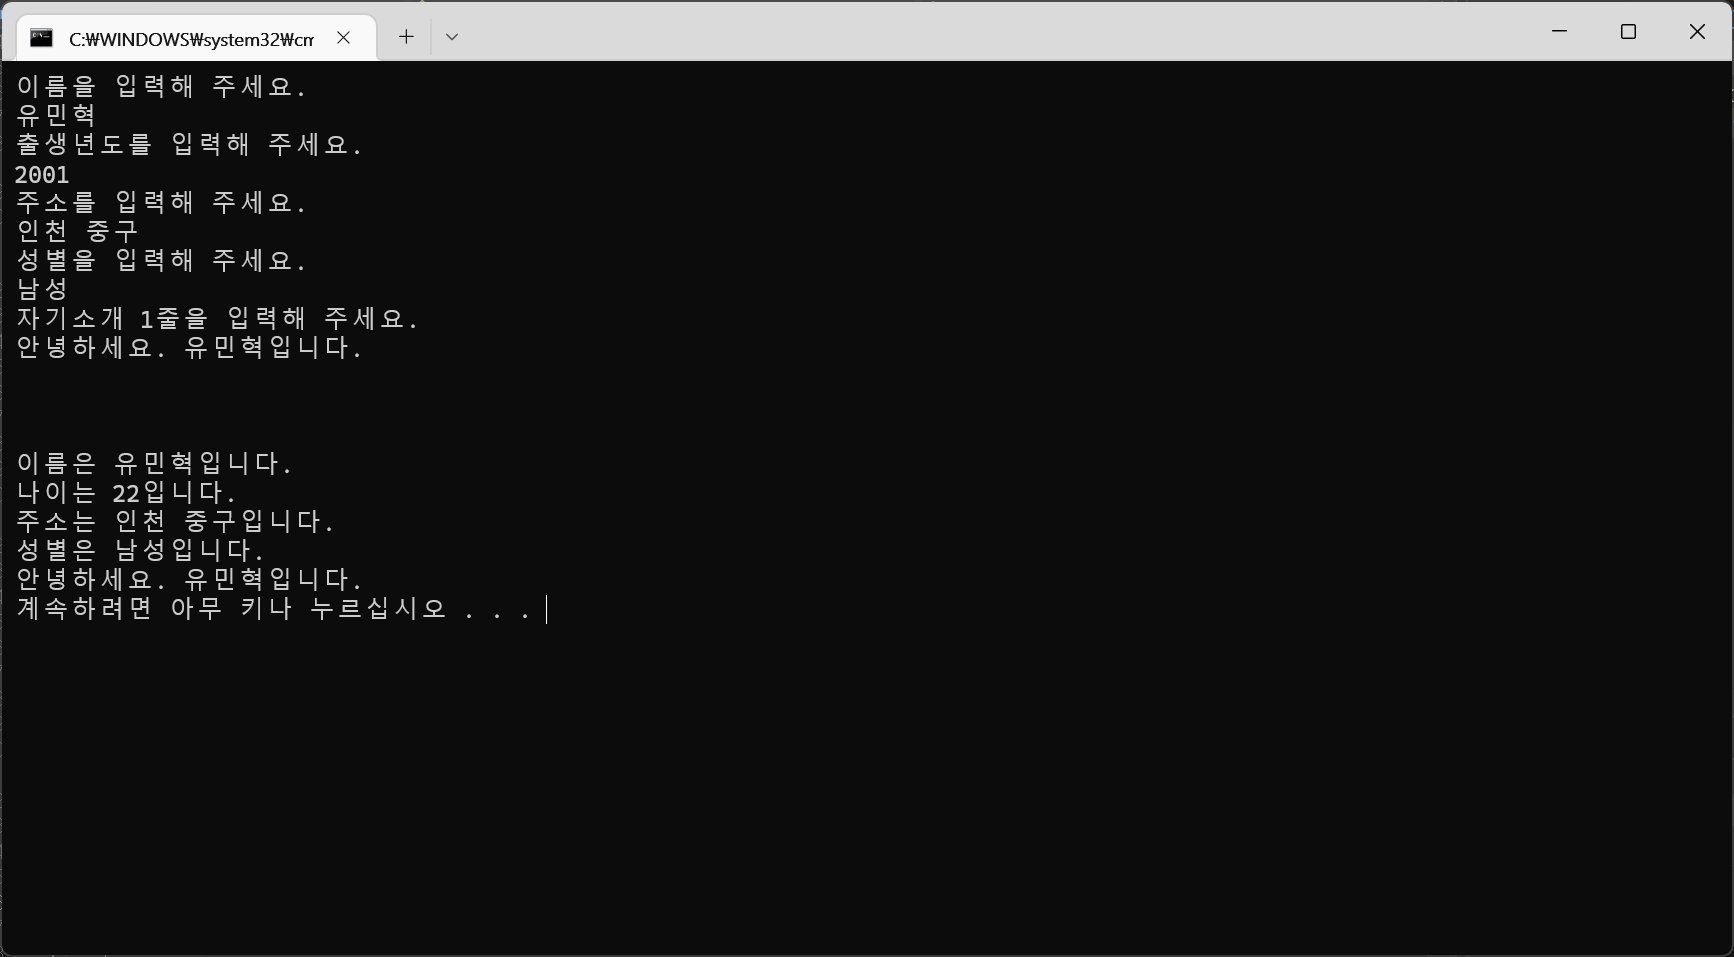 C:₩WINDOWS₩system32₩cm
이름을 입력해 주세요.
유민혁
출생년도를 입력해 주세요.
2001
주소를 입력해 주세요.
인천 중구
성별을 입력해 주세요.
남성
자기소개 1줄을 입력해 주세요.
안녕하세요. 유민혁입니다.
이름은 유민혁입니다.
나이는 22입니다.
주소는 인천 중구입니다.
성별은 남성입니다.
안녕하세요. 유민혁입니다.
계속하려면 아무 키나 누르십시오 . . .